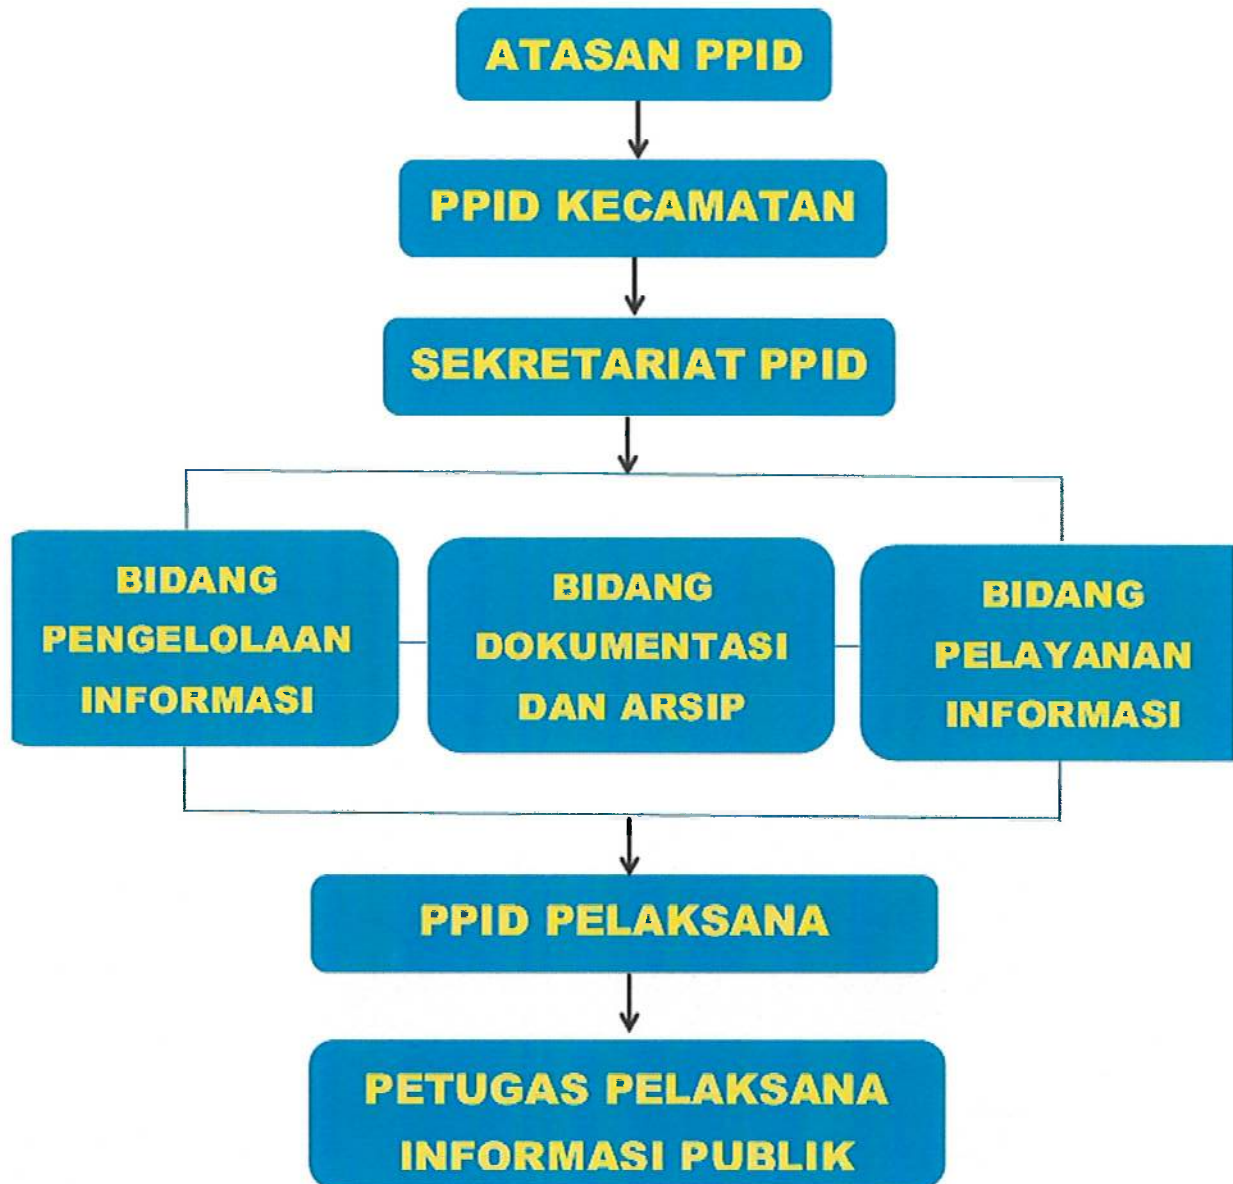 ATASAN PPID
PPID KECAMATAN
SEKRETARIAT PPID
BIDANG
PENGELOLAAN
INFORMASI
BIDANG
DOKUMENTASI
DAN ARSIP
BIDANG
PELAYANAN
INFORMASI
PPID PELAKSANA
PETUGAS PELAKSANA
INFORMASI PUBLIK